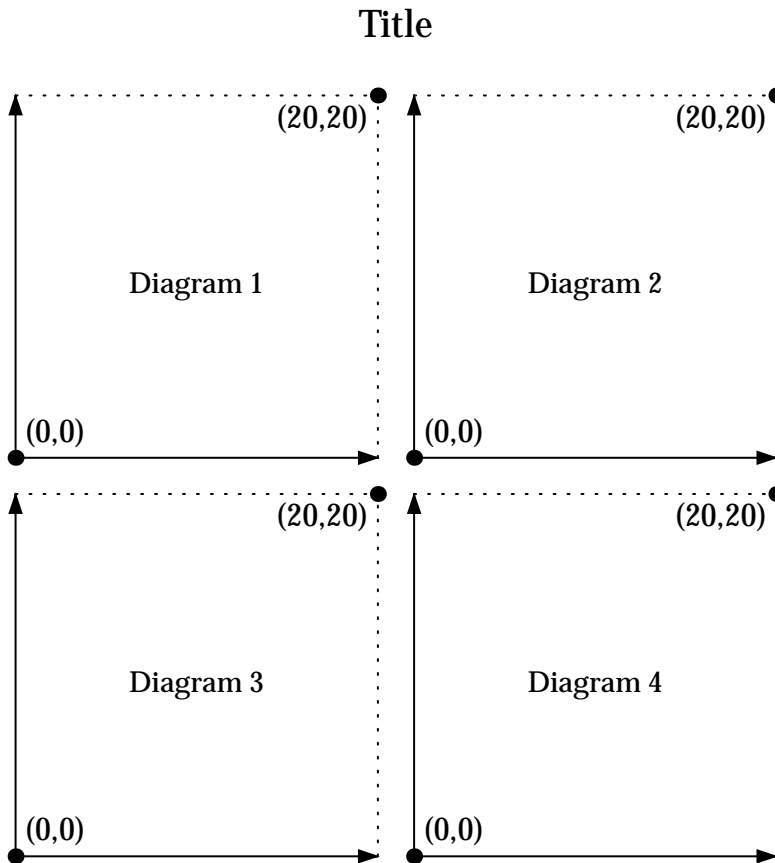 Title
(20,20) (20,20)
Diagram 1 Diagram 2
(0,0) (0,0)
(20,20) (20,20)
Diagram 3 Diagram 4
(0,0) (0,0)